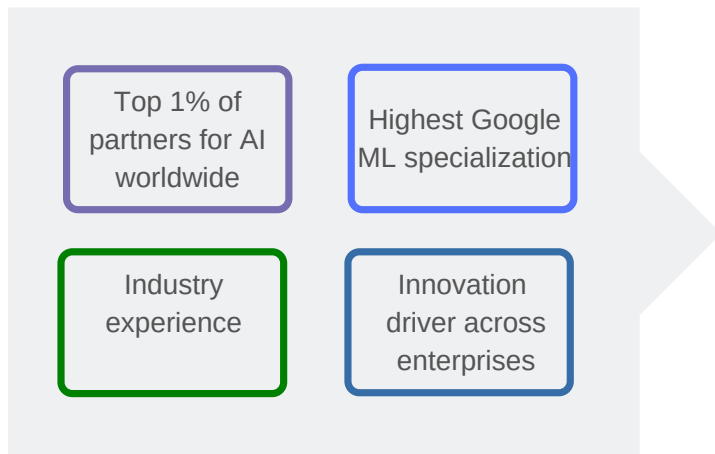 Top 1% of
partners for AI
worldwide
Highest Google
ML specialization
Industry
experience
Innovation
driver across
enterprises